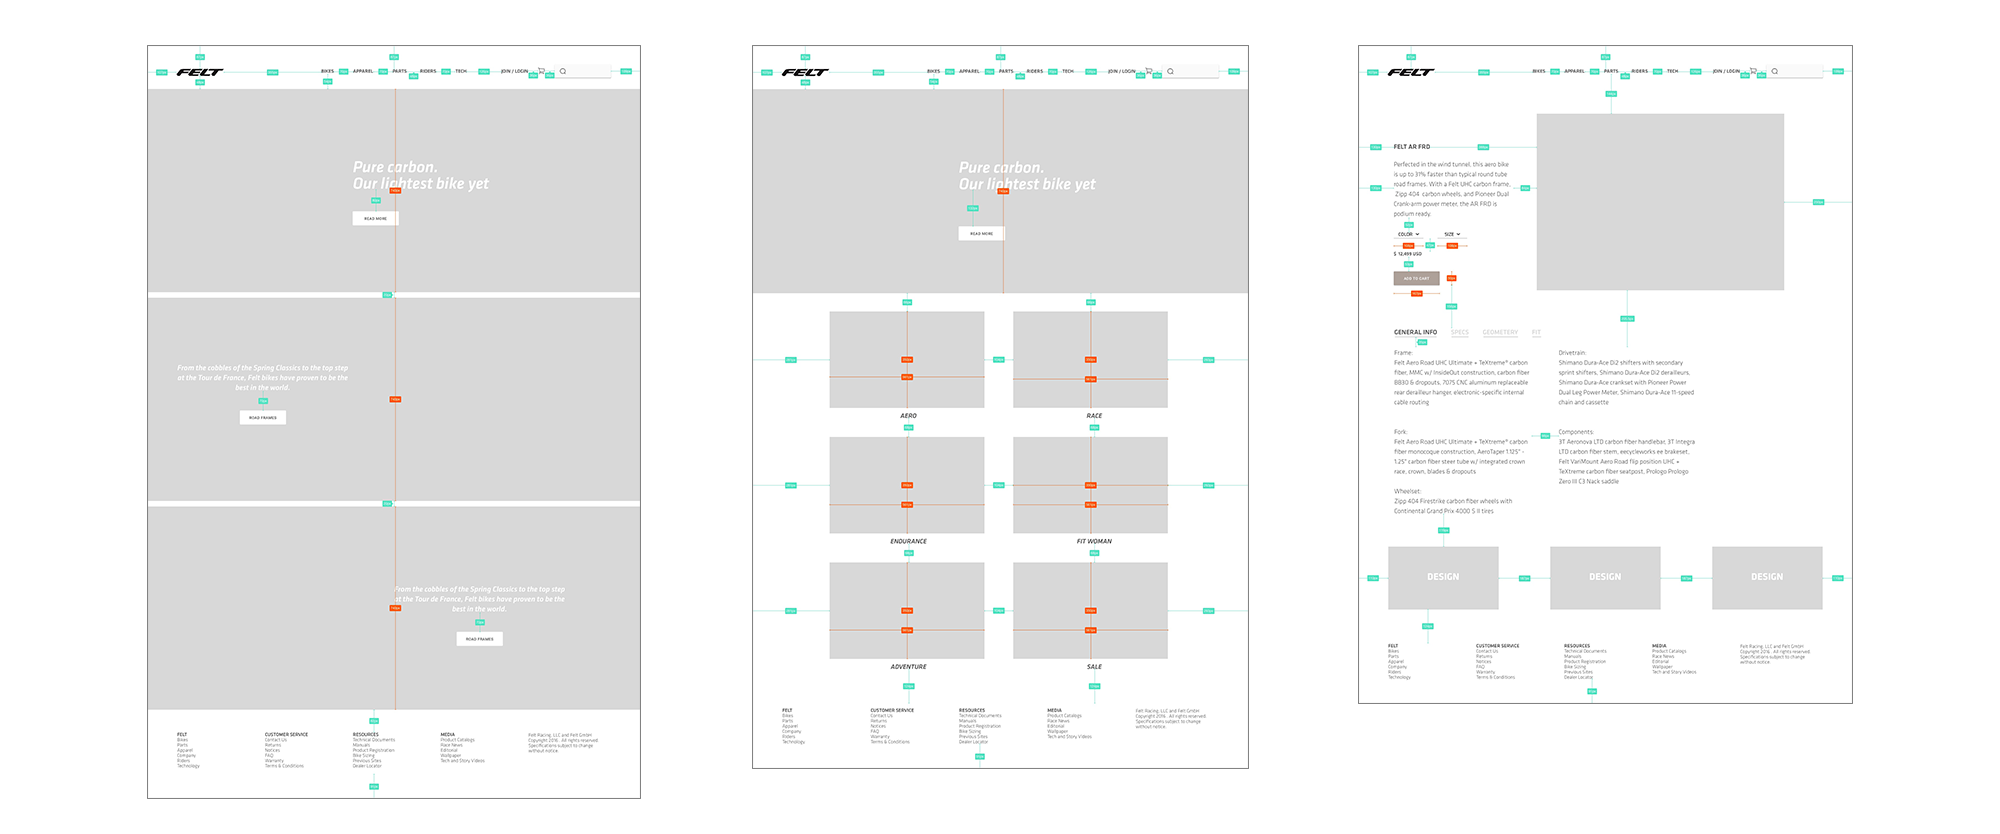 FELT
BIKES
APPAREL
PARTS
RIDERS
TECH
JOIN / LOGIN
Pure carbon.
Our lightest bike yet
READ MORE
From the cobbles of the Spring Classics to the top step
at the Tour de France, Felt bikes have proven to be the
best in the world.
ROAD FRAMES
From the cobbles of the Spring Classics to the top step
at the Tour de France, Felt bikes have proven to be the
best in the world.
ROAD FRAMES
FELT
Bikes
Parts
Apparel
Company
Riders
Technology
CUSTOMER SERVICE
Contact Us
Returns
Notices
FAQ
Warranty
Terms & Conditions
RESOURCES
Technical Documents
Manuals
Product Registration
Bike Sizing
Previous Sites
Dealer Locator
MEDIA
Product Catalogs
Race News
Editorial
Wallpaper
Tech and Story Videos
Felt Racing, LLC and Felt GmbH
Copyright 2016. All rights reserved.
Specifications subject to change
without notice.
FELT
BIKES
APPAREL
PARTS
RIDERS
TECH
JOIN / LOGIN
Pure carbon.
Our lightest bike yet
READ MORE
AERO
RACE
ENDURANCE
FIT WOMAN
ADVENTURE
SALE
FELT
Bikes
Parts
Apparel
Company
Riders
Technology
CUSTOMER SERVICE
Contact Us
Returns
Notices
FAQ
Warranty
Terms & Conditions
RESOURCES
Technical Documents
Manuals
Product Registration
Bike Sizing
Previous Sites
Dealer Locator
MEDIA
Product Catalogs
Race News
Editorial
Wallpaper
Tech and Story Videos
Felt Racing, LLC and Felt GmbH
Copyright 2016. All rights reserved.
Specifications subject to change
without notice.
FELT
BIKES
APPAREL
PARTS
RIDERS
TECH
JOIN / LOGIN
FELT AR FRD
Perfected in the wind tunnel, this aero bike
is up to 31% faster than typical round tube
road frames. With a Felt UHC carbon frame,
Zipp 404 carbon wheels, and Pioneer Dual
Crank-arm power meter, the AR FRD is
podium ready.
COLOR
SIZE
$ 12,499 USD
ADD TO CART
GENERAL INFO
SPECS
GEOMETERY
FIT
Frame:
Felt Aero Road UHC Ultimate + TeXtreme® carbon
fiber, MMC w/ InsideOut construction, carbon fiber
BB30 & dropouts, 7075 CNC aluminum replaceable
rear derailleur hanger, electronic-specific internal
cable routing
Drivetrain:
Shimano Dura-Ace Di2 shifters with secondary
sprint shifters, Shimano Dura-Ace Di2 derailleurs,
Shimano Dura-Ace crankset with Pioneer Power
Dual Leg Power Meter, Shimano Dura-Ace 11-speed
chain and cassette
Fork:
Felt Aero Road UHC Ultimate + TeXtreme® carbon
fiber monocoque construction, AeroTaper 1.125" -
1.25" carbon fiber steer tube w/ integrated crown
race, crown, blades & dropouts
Components:
3T Aeronova LTD carbon fiber handlebar, 3T Integra
LTD carbon fiber stem, eecycleworks ee brakeset,
Felt VariMount Aero Road flip position UHC +
TeXtreme carbon fiber seatpost, Prologo Prologo
Zero III C3 Nack saddle
Wheelset:
Zipp 404 Firestrike carbon fiber wheels with
Continental Grand Prix 4000 S II tires
DESIGN
DESIGN
DESIGN
FELT
Bikes
Parts
Apparel
Company
Riders
Technology
CUSTOMER SERVICE
Contact Us
Returns
Notices
FAQ
Warranty
Terms & Conditions
RESOURCES
Technical Documents
Manuals
Product Registration
Bike Sizing
Previous Sites
Dealer Locator
MEDIA
Product Catalogs
Race News
Editorial
Wallpaper
Tech and Story Videos
Felt Racing, LLC and Felt GmbH
Copyright 2016. All rights reserved.
Specifications subject to change
without notice.